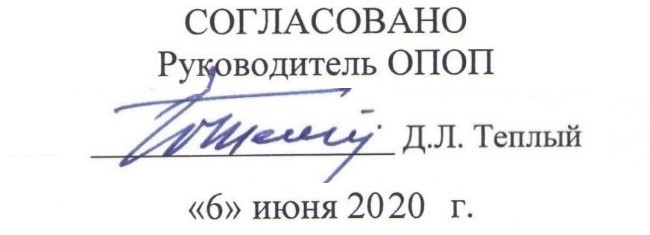 СОГЛАСОВАНО
Руководитель ОПОП
Д.Л. Теплый
«6» июня 2020 г.